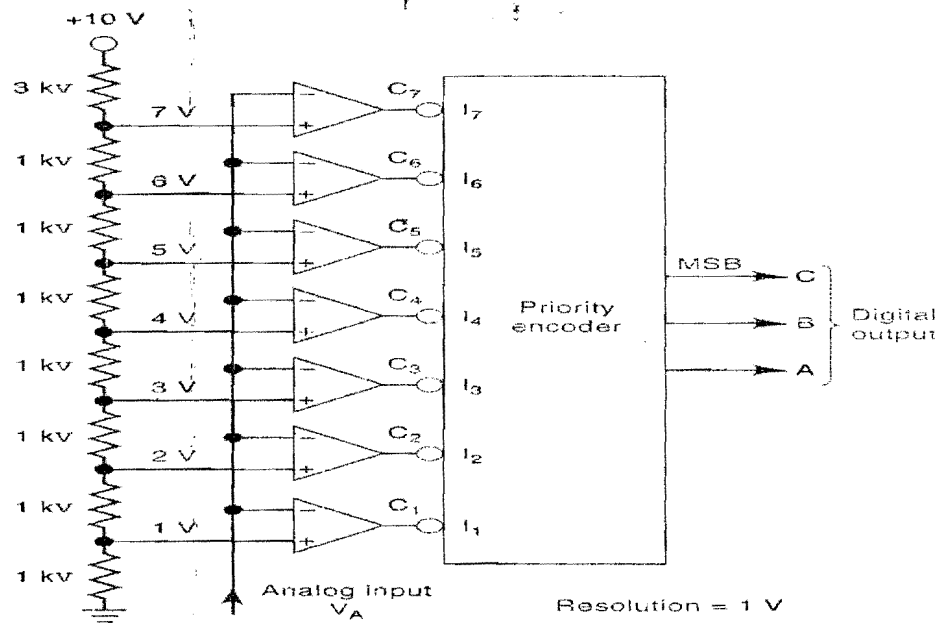 +10 V
3 kv
7 V
C7
I7
1 kv
6 V
C6
I6
1 kv
5 V
C5
I5
1 kv
4 V
C4
I4
1 kv
3 V
C3
I3
1 kv
2 V
C2
I2
1 kv
1 V
C1
I1
1 kv
Priority
encoder
MSB
C
B
A
Digital
output
Analog input
VA
Resolution = 1 V